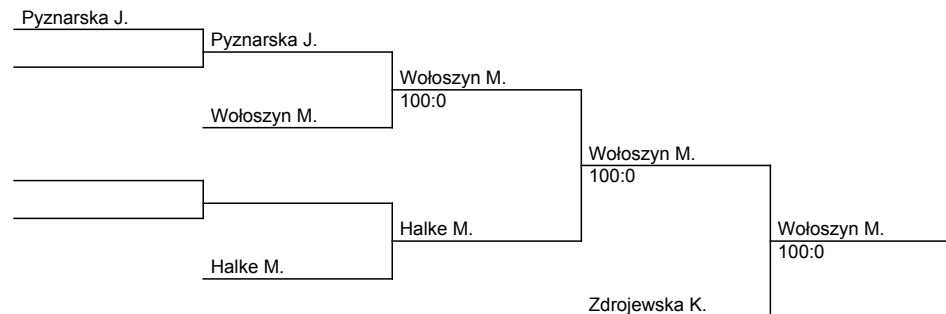 Pyznarska J.
Pyznarska J.
Wołoszyn M.
100:0
Wołoszyn M.
Wołoszyn M.
100:0
Halke M.
Wołoszyn M.
100:0
Halke M.
Zdrojewska K.